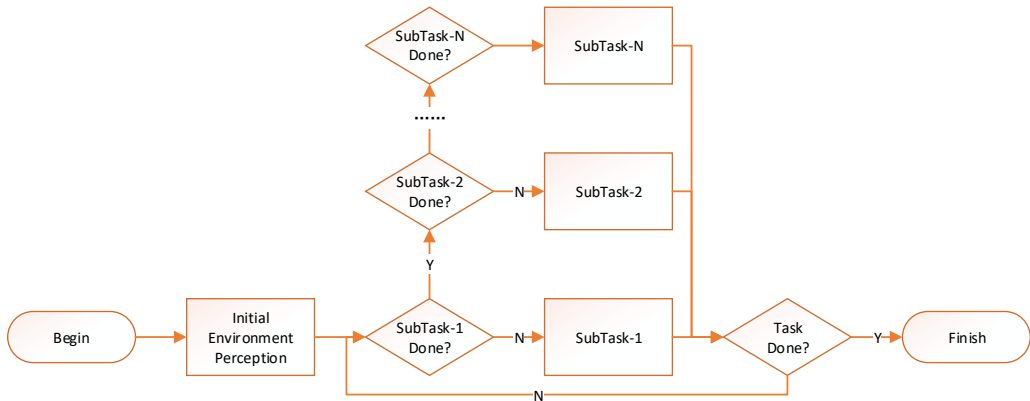 SubTask-N
Done?
SubTask-N
......
SubTask-2
Done?
N
SubTask-2
Y
Begin
Initial
Environment
Perception
SubTask-1
Done?
N
SubTask-1
Task
Done?
Y
Finish
N